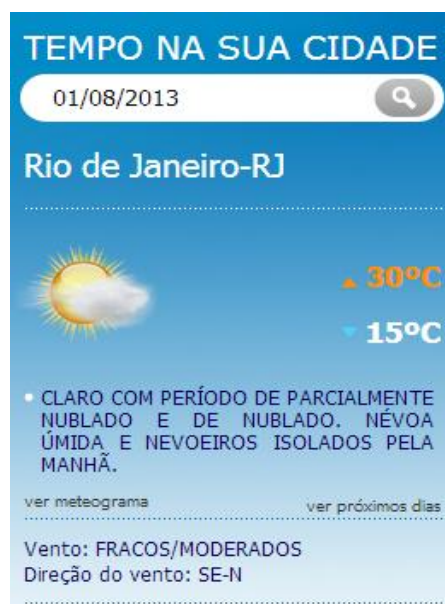 TEMPO NA SUA CIDADE
01/08/2013
Rio de Janeiro-RJ
30ºC
15ºC
CLARO COM PERÍODO DE PARCIALMENTE
NUBLADO E DE NUBLADO. NÉVOA
ÚMIDA E NEVOEIROS ISOLADOS PELA
MANHÃ.
ver meteograma ver próximos dias
Vento: FRACOS/MODERADOS
Direção do vento: SE-N